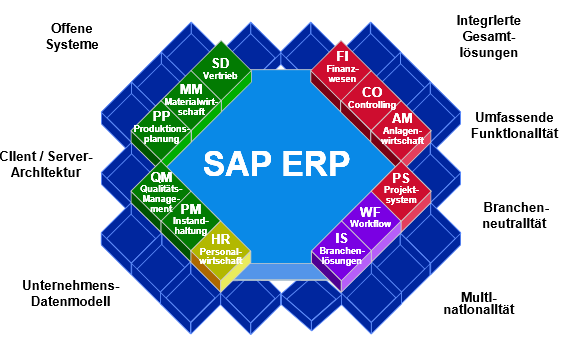 Offene
Systeme
Integrierte
Gesamt-
lösungen
SD
Vertrieb
MM
Materialwirt-
schaft
PP
Produktions-
planung
FI
Finanz-
wesen
CO
Controlling
AM
Anlagen-
wirtschaft
Umfassende
Funktionalität
Client / Server-
Architektur
SAP ERP
QM
Qualitäts-
Manage-
ment
PM
Instand-
haltung
HR
Personal-
wirtschaft
PS
Projekt-
system
WF
Workflow
IS
Branchen-
lösungen
Branchen-
neutralität
Unternehmens-
Datenmodell
Multi-
nationalität